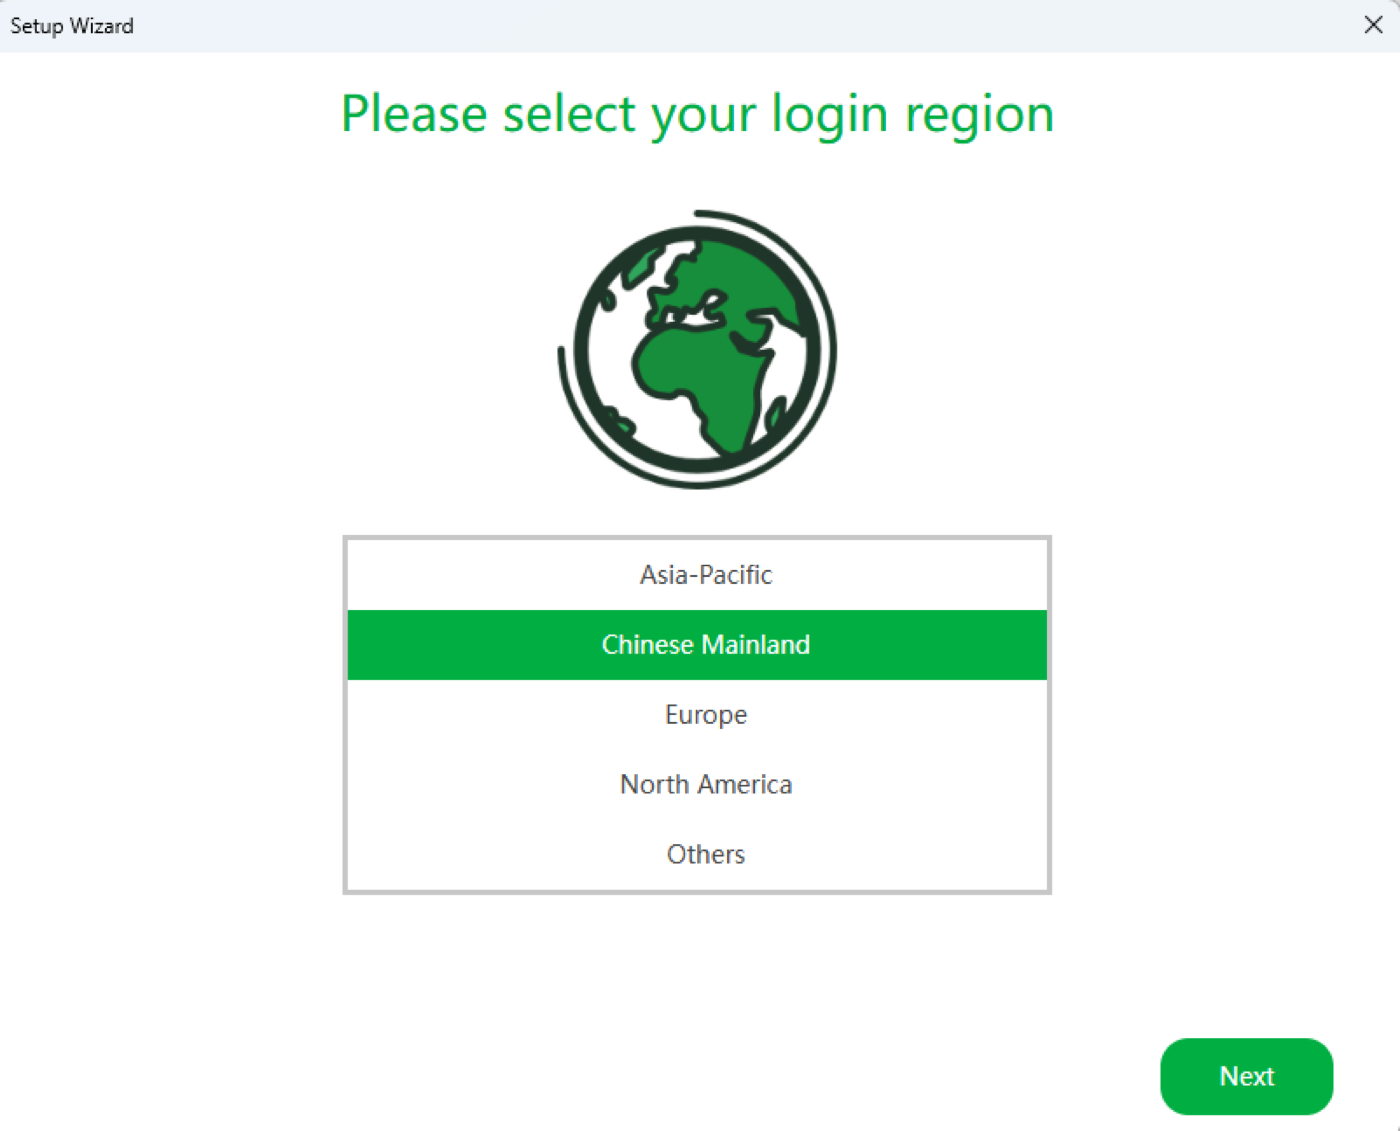 Setup Wizard
Please select your login region
Asia-Pacific
Chinese Mainland
Europe
North America
Others
Next